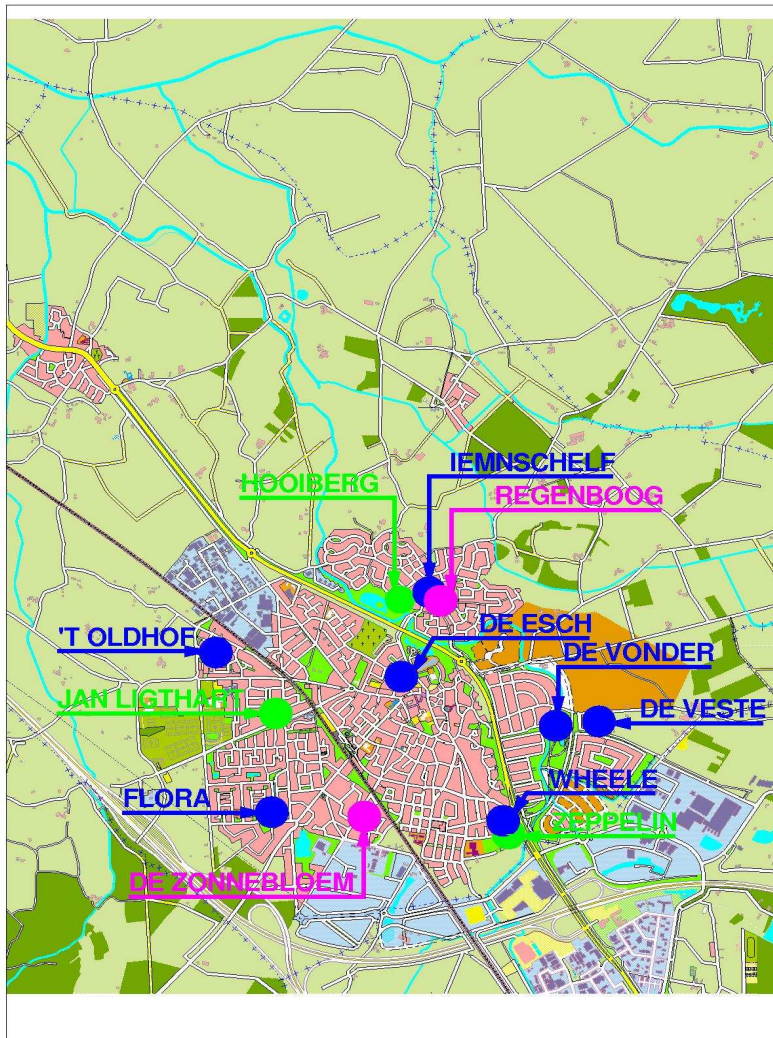 IEMNSCHELF
HOOIBERG
REGENBOOG
DE ESCH
'T OLDHOF
DE VONDER
JAN LIGTHART
DE VESTE
WHEELE
FLORA
ZEPPELIN
DE ZONNEBLOEM